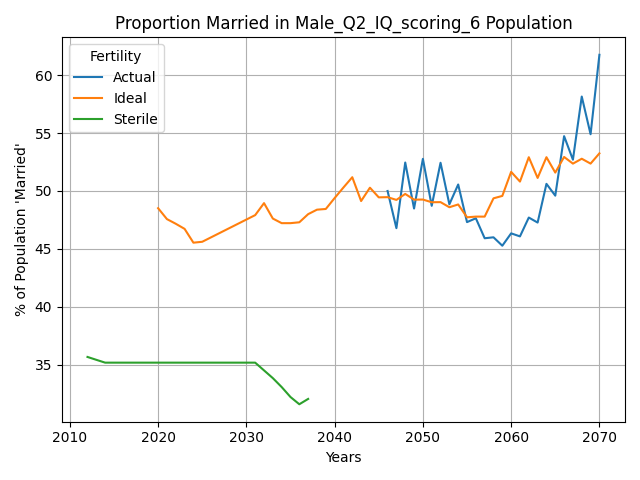 Proportion Married in Male_Q2_IQ_scoring_6 Population
Fertility
Actual
Ideal
Sterile
% of Population 'Married'
60
55
50
45
40
35
2010 2020 2030 2040 2050 2060 2070
Years